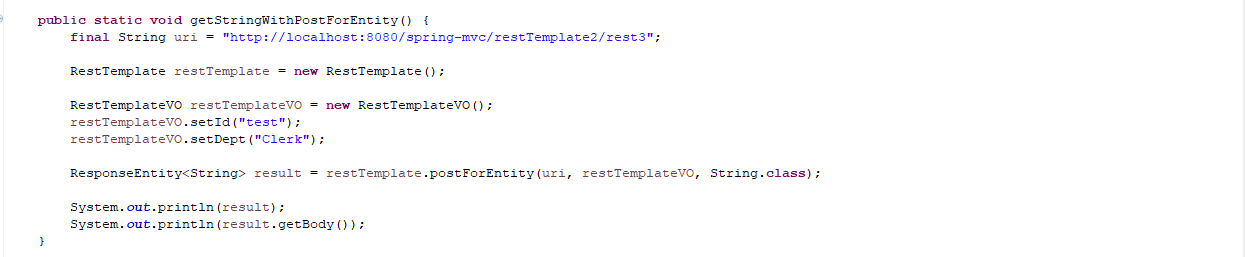 public static void getStringWithPostForEntity() {
final String uri = "http://localhost:8080/spring-mvc/restTemplate2/rest3";
RestTemplate restTemplate = new RestTemplate();
RestTemplateVO restTemplateVO = new RestTemplateVO();
restTemplateVO.setId("test");
restTemplateVO.setDept("Clerk");
ResponseEntity<String> result = restTemplate.postForEntity(uri, restTemplateVO, String.class);
System.out.println(result);
System.out.println(result.getBody());
}